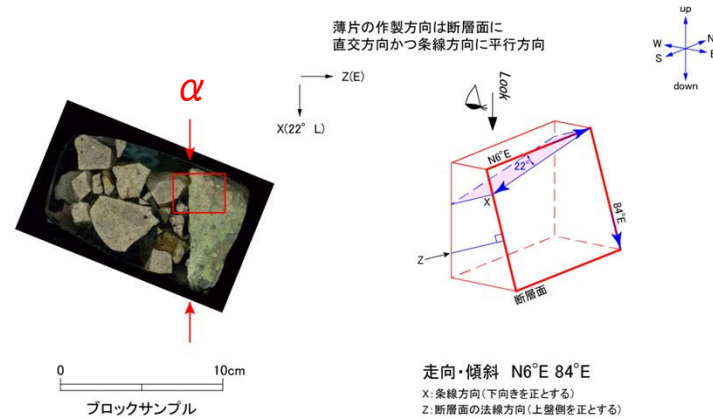 薄片の作製方向は断層面に
直交方向かつ条線方向に平行方向
up
N
W
S
E
down
α
Z(E)
X(22° L)
Look
N6°E
22°
X
84°E
Z
断層面
0
10cm
ブロックサンプル
走向・傾斜 N6°E 84°E
X:条線方向(下向きを正とする)
Z:断層面の法線方向(上盤側を正とする)